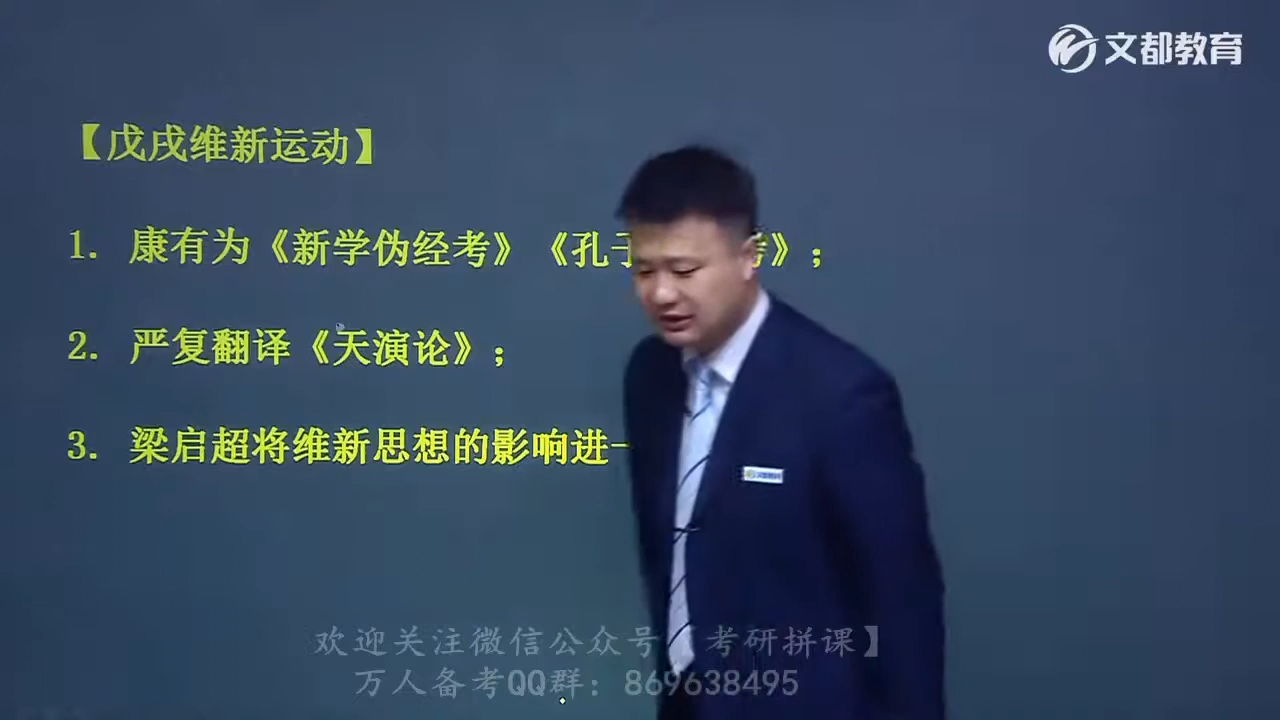 文都教育
【戊戌维新运动】
1. 康有为《新学伪经考》《孔子 考》；
2. 严复翻译《天演论》；
3. 梁启超将维新思想的影响进一
欢迎关注微信公众号【考研拼课】
万人备考QQ群：869638495